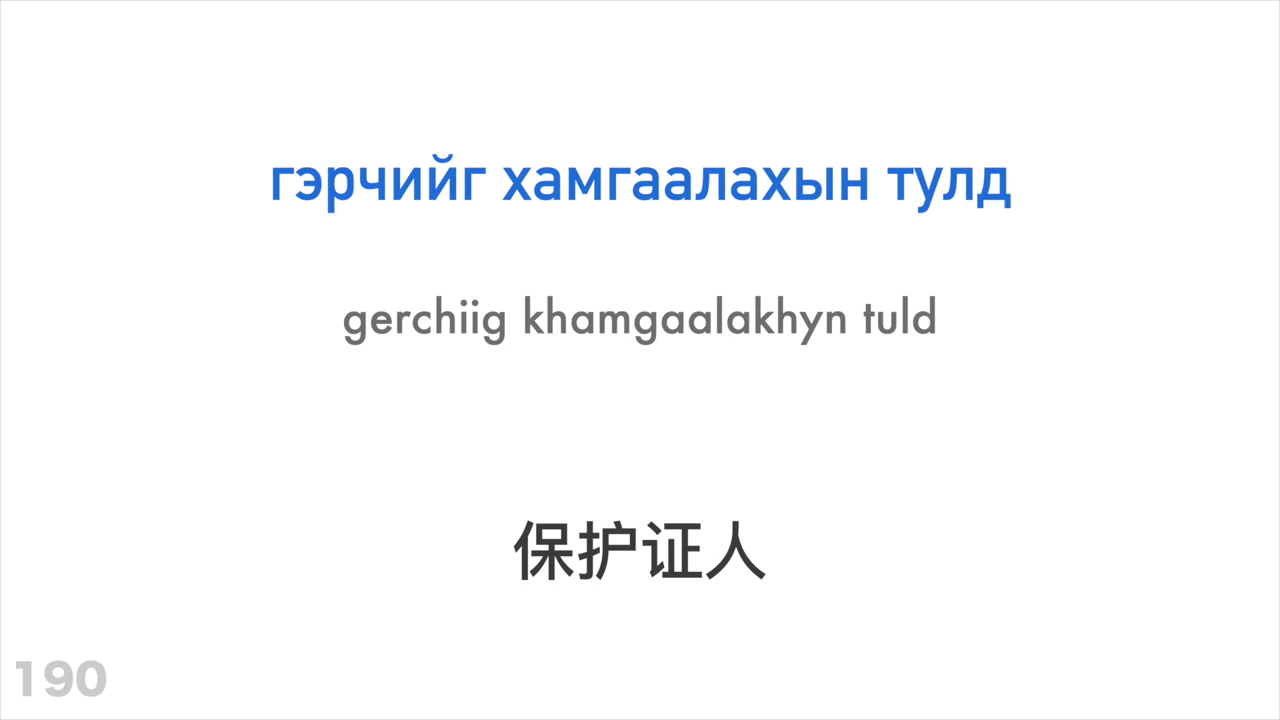 гэрчийг хамгаалахын тулд
gerchiig khamgaalakhyn tuld
保护证人
190